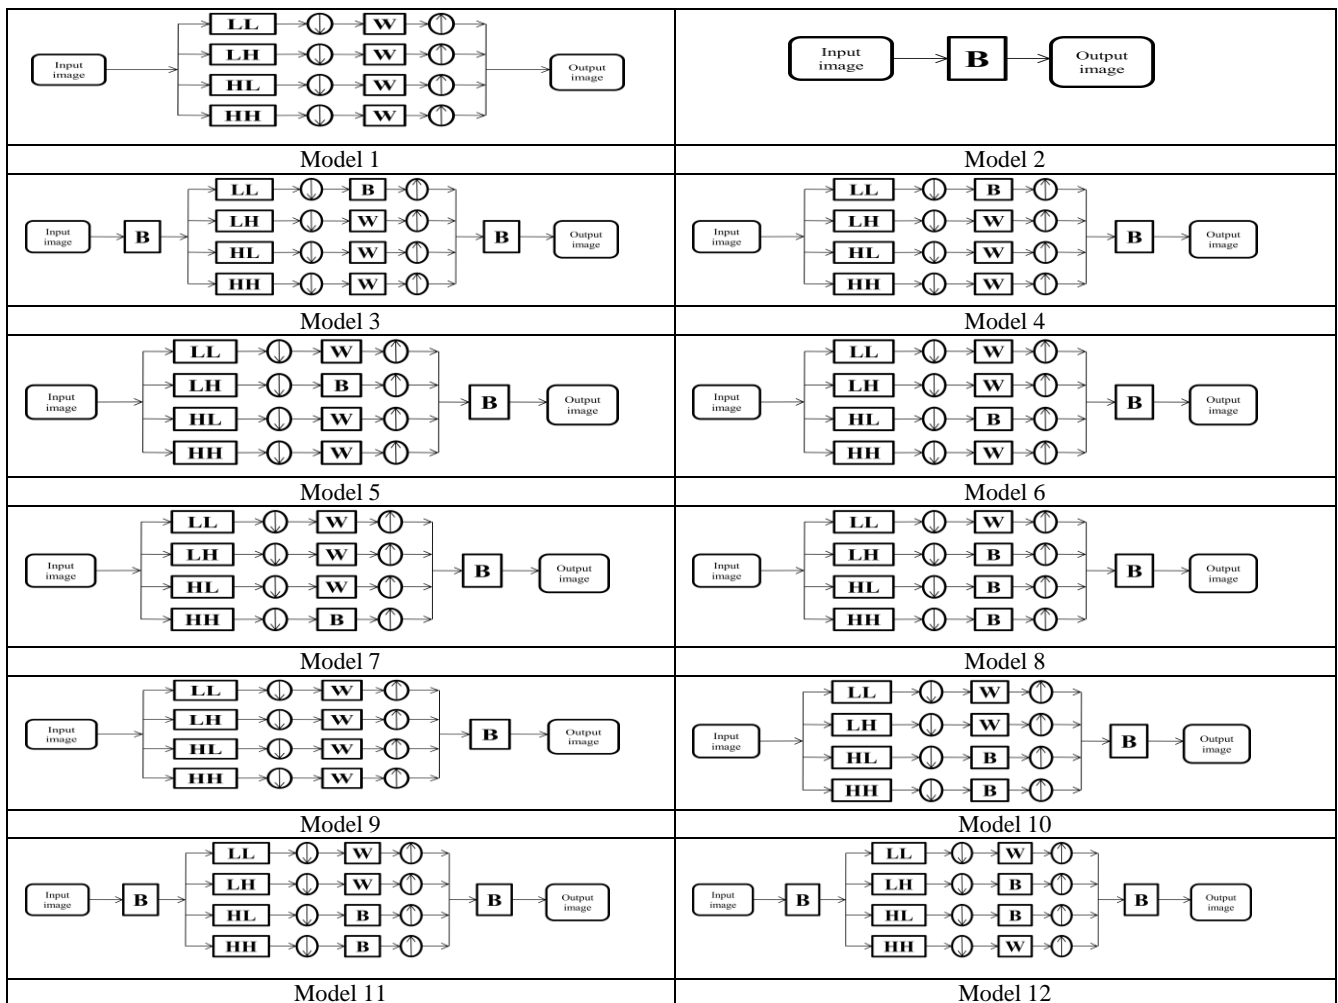 LL W
Input image LH W Output image
HL W
HH W
Model 1
Input image B Output image
Model 2
LL B
Input image B LH W B Output image
HL W
HH W
Model 3
LL B
Input image LH W B Output image
HL W
HH W
Model 4
LL W
Input image LH B B Output image
HL W
HH W
Model 5
LL W
Input image LH W B Output image
HL B
HH W
Model 6
LL W
Input image LH W B Output image
HL W
HH B
Model 7
LL W
Input image LH B B Output image
HL B
HH B
Model 8
LL W
Input image LH W B Output image
HL W
HH W
Model 9
LL W
Input image LH W B Output image
HL B
HH B
Model 10
LL W
Input image B LH W B Output image
HL B
HH B
Model 11
LL W
Input image B LH B B Output image
HL B
HH W
Model 12